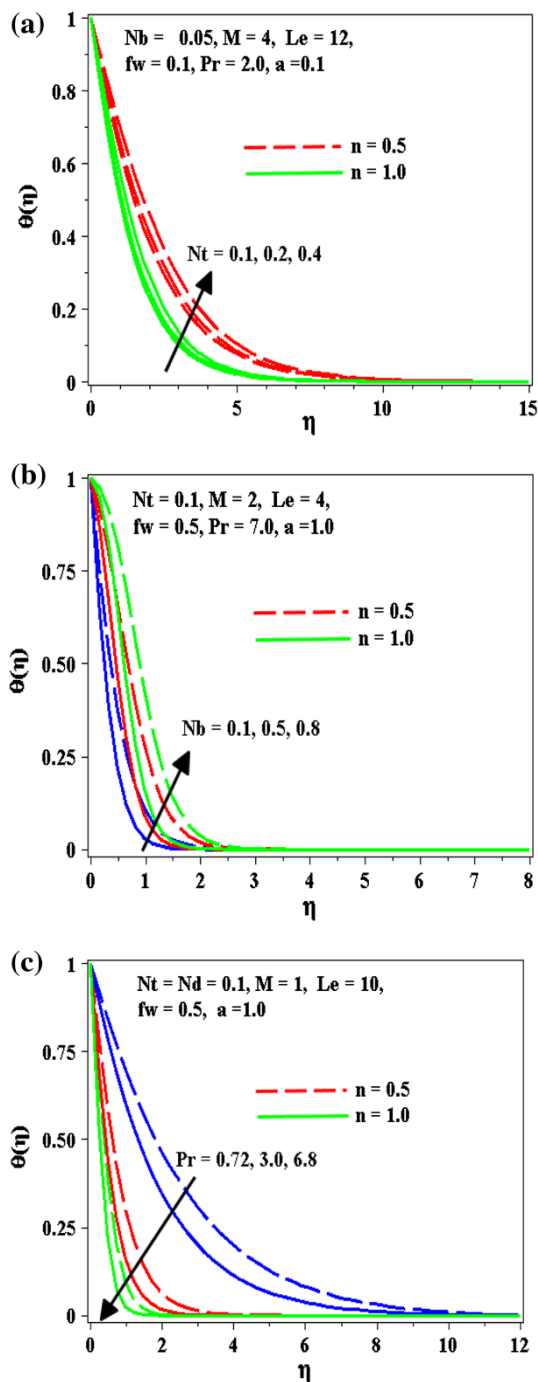 (a)
Nb = 0.05, M = 4, Le = 12,
fw = 0.1, Pr = 2.0, a =0.1
n = 0.5
n = 1.0
Nt = 0.1, 0.2, 0.4
θ(η)
1
0.8
0.6
0.4
0.2
0
0 5 10 15
η
(b)
Nt = 0.1, M = 2, Le = 4,
fw = 0.5, Pr = 7.0, a =1.0
n = 0.5
n = 1.0
Nb = 0.1, 0.5, 0.8
θ(η)
1
0.75
0.50
0.25
0
0 1 2 3 4 5 6 7 8
η
(c)
Nt = Nd = 0.1, M = 1, Le = 10,
fw = 0.5, a =1.0
n = 0.5
n = 1.0
Pr = 0.72, 3.0, 6.8
θ(η)
1
0.75
0.50
0.25
0
0 2 4 6 8 10 12
η